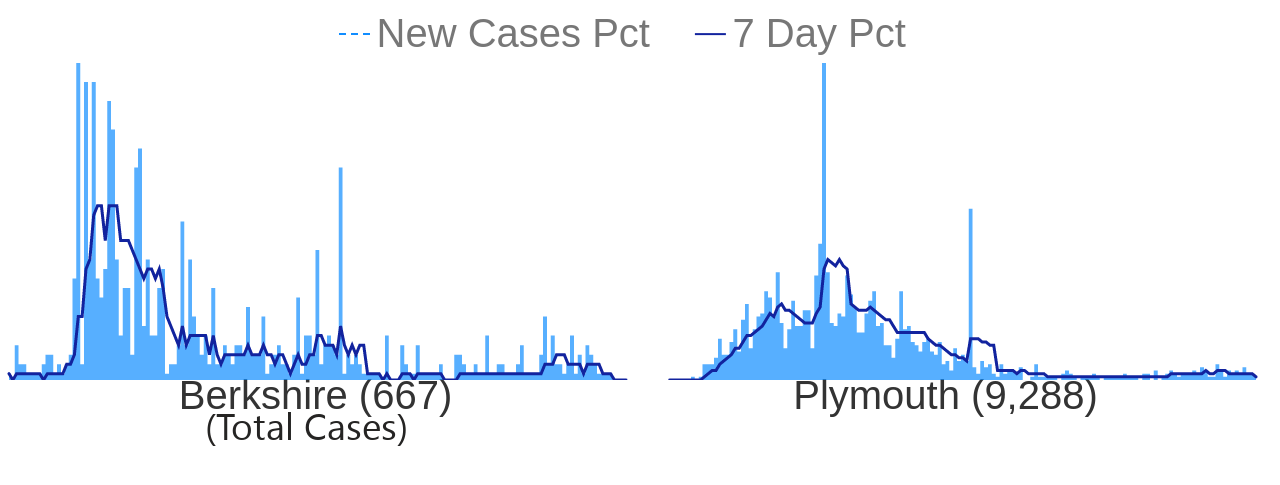 New Cases Pct 7 Day Pct
Berkshire (667)
(Total Cases)
Plymouth (9,288)